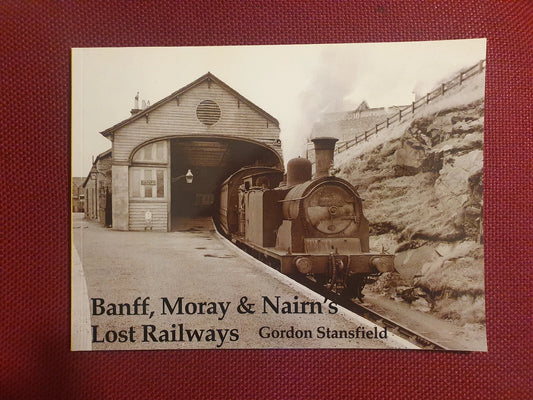 Banff, Moray & Nairn's
Lost Railways Gordon Stansfield